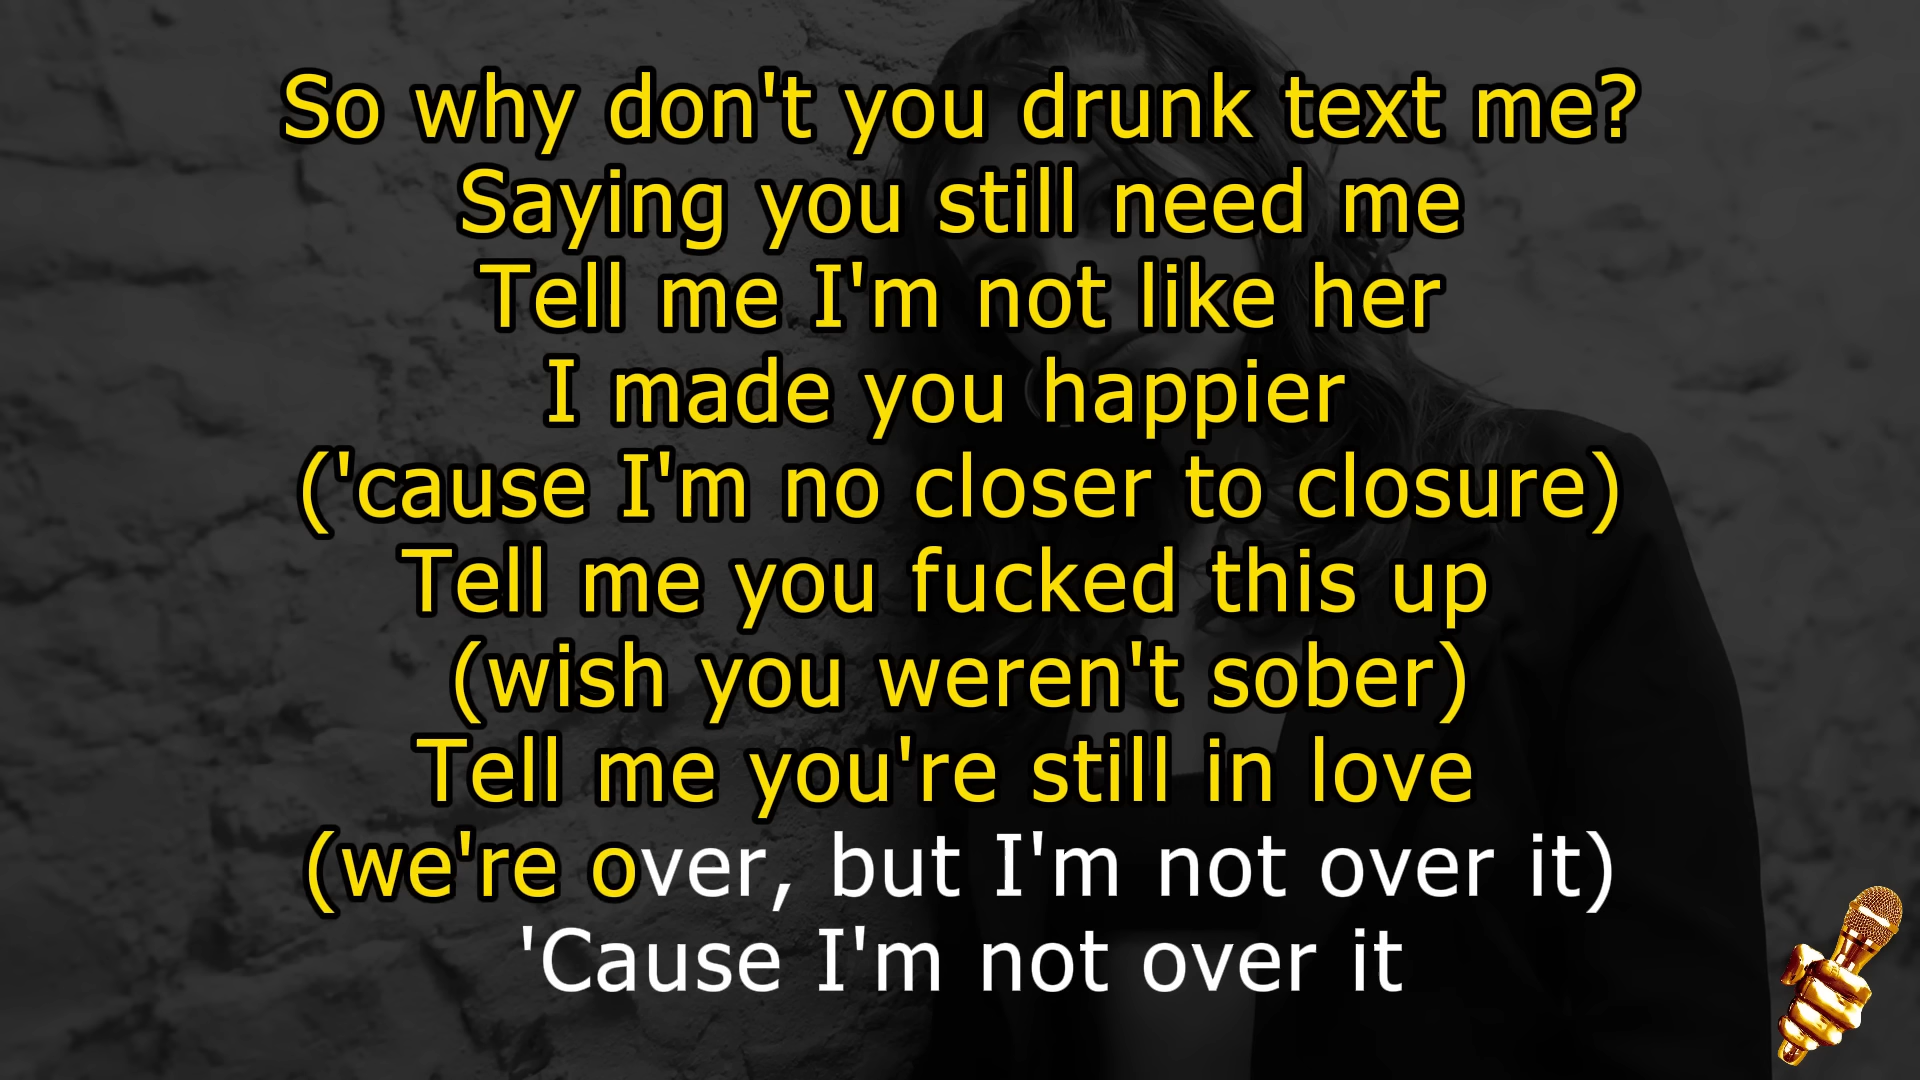 So why don't you drunk text me?
Saying you still need me
Tell me I'm not like her
I made you happier
('cause I'm no closer to closure)
Tell me you fucked this up
(wish you weren't sober)
Tell me you're still in love
(we're over, but I'm not over it)
'Cause I'm not over it